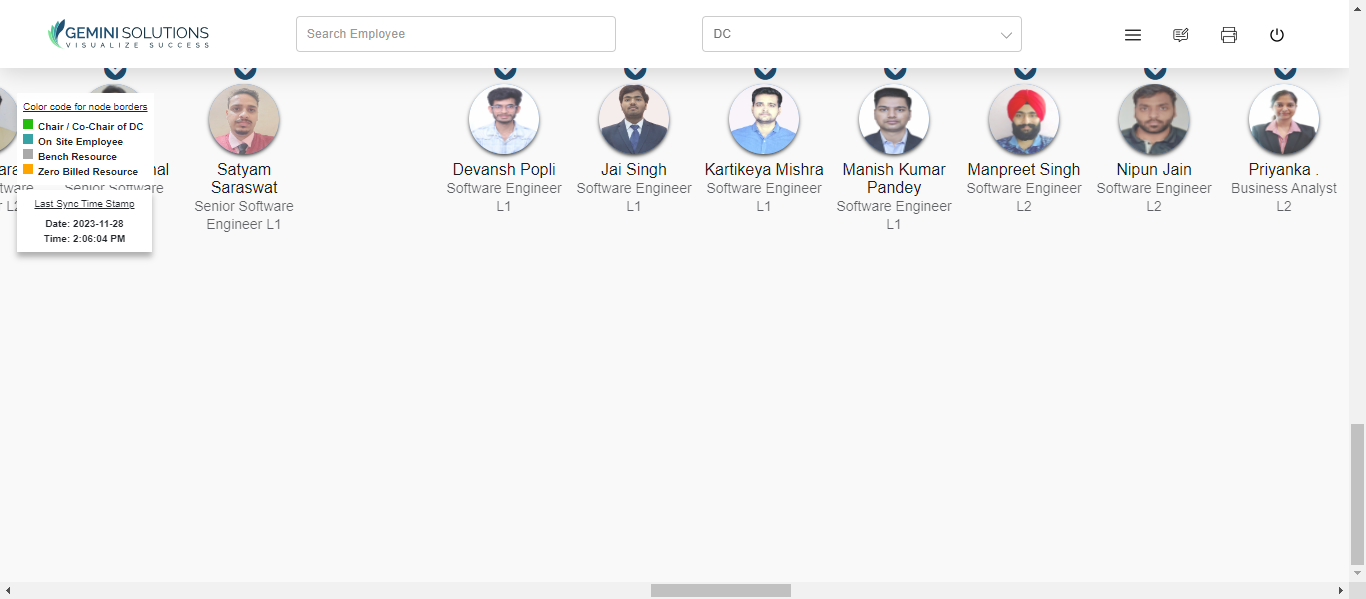 GEMINI SOLUTIONS
VISUALIZE SUCCESS
Search Employee
DC
Color code for node borders
Chair / Co-Chair of DC
On Site Employee
Bench Resource
Zero Billed Resource
Last Sync Time Stamp
Date: 2023-11-28
Time: 2:06:04 PM
Senior Software
Satyam
Saraswat
Senior Software
Engineer L1
Devansh Popli
Software Engineer
L1
Jai Singh
Software Engineer
L1
Kartikeya Mishra
Software Engineer
L1
Manish Kumar
Pandey
Software Engineer
L1
Manpreet Singh
Software Engineer
L2
Nipun Jain
Software Engineer
L2
Priyanka .
Business Analyst
L2